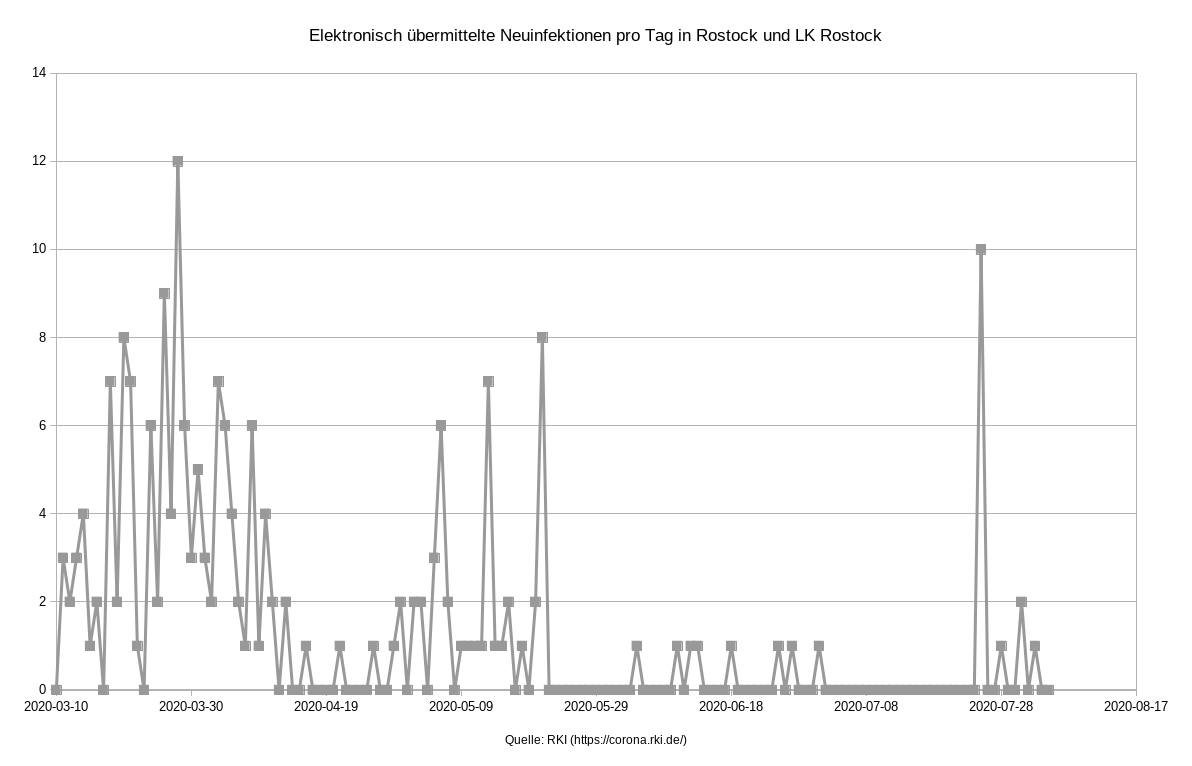 Elektronisch übermittelte Neuinfektionen pro Tag in Rostock und LK Rostock
14
12
10
8
6
4
2
0
2020-03-10 2020-03-30 2020-04-19 2020-05-09 2020-05-29 2020-06-18 2020-07-08 2020-07-28 2020-08-17
Quelle: RKI (https://corona.rki.de/)